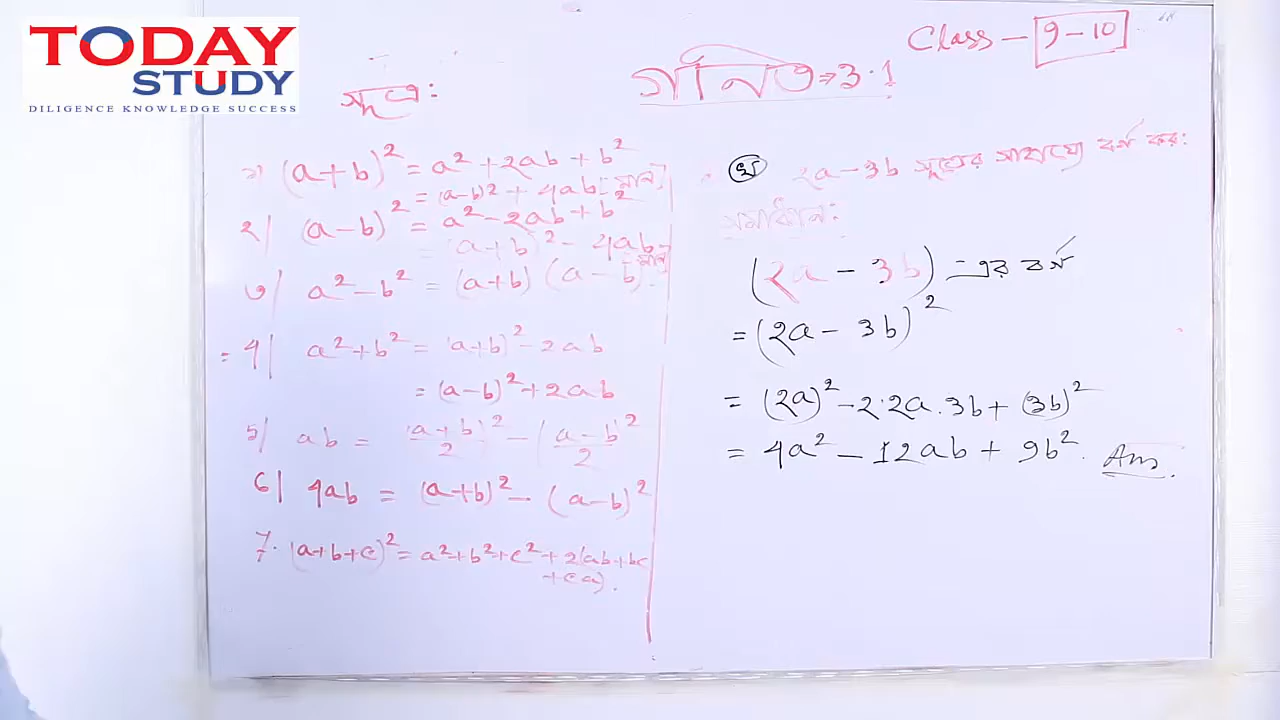 TODAY
STUDY
DILIGENCE KNOWLEDGE SUCCESS
Class – 9-10
গনিত ⇒ 3.1
সূত্র:
১) (a+b)² = a² + 2ab + b²
= (a-b)² + 4ab [-মান]
২| (a-b)² = a² - 2ab + b²
= (a+b)² - 4ab [-মান]
৩| a² - b² = (a+b) (a-b).
= 4| a² + b² = (a+b)² - 2ab
= (a-b)² + 2ab
5| ab = (a+b)²/2 - (a-b²/2
6| 4ab = (a+b)² - (a-b)²
7. (a+b+c)² = a²+b²+c²+2(ab+bc
+ca).
খ 2a-3b সূত্রের সাহায্যে বর্গ কর:
সমাধান:
(2a - 3b) -এর বর্গ
= (2a - 3b)²
= (2a)² - 2·2a.3b + (3b)²
= 4a² - 12ab + 9b². Ans.